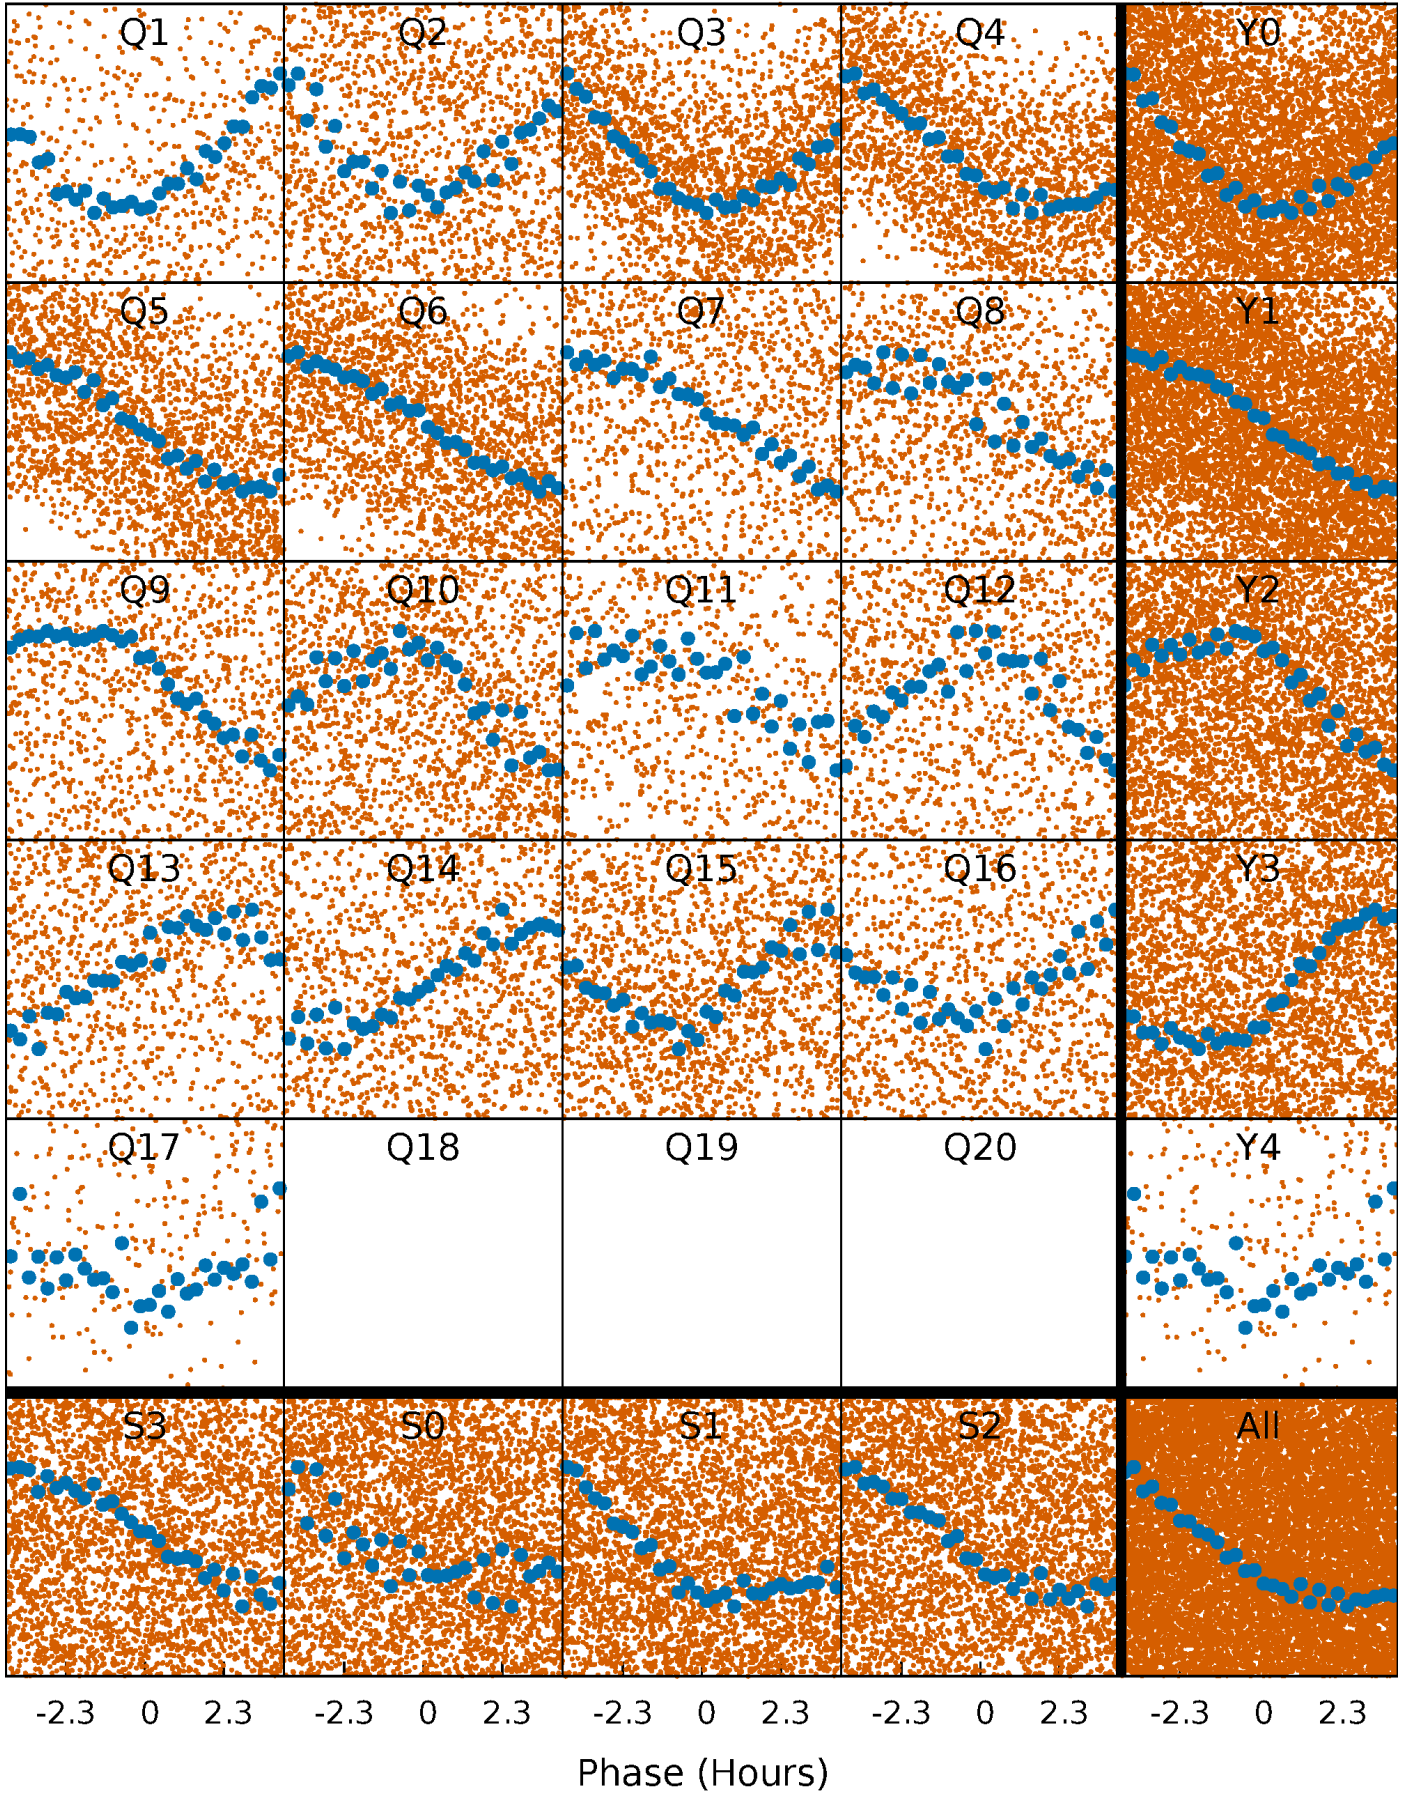 Q1 Q2 Q3 Q4 Y0
Q5 Q6 Q7 Q8 Y1
Q9 Q10 Q11 Q12 Y2
Q13 Q14 Q15 Q16 Y3
Q17 Q18 Q19 Q20 Y4
S3 S0 S1 S2 All
-2.3 0 2.3 -2.3 0 2.3 -2.3 0 2.3 -2.3 0 2.3 -2.3 0 2.3
Phase (Hours)